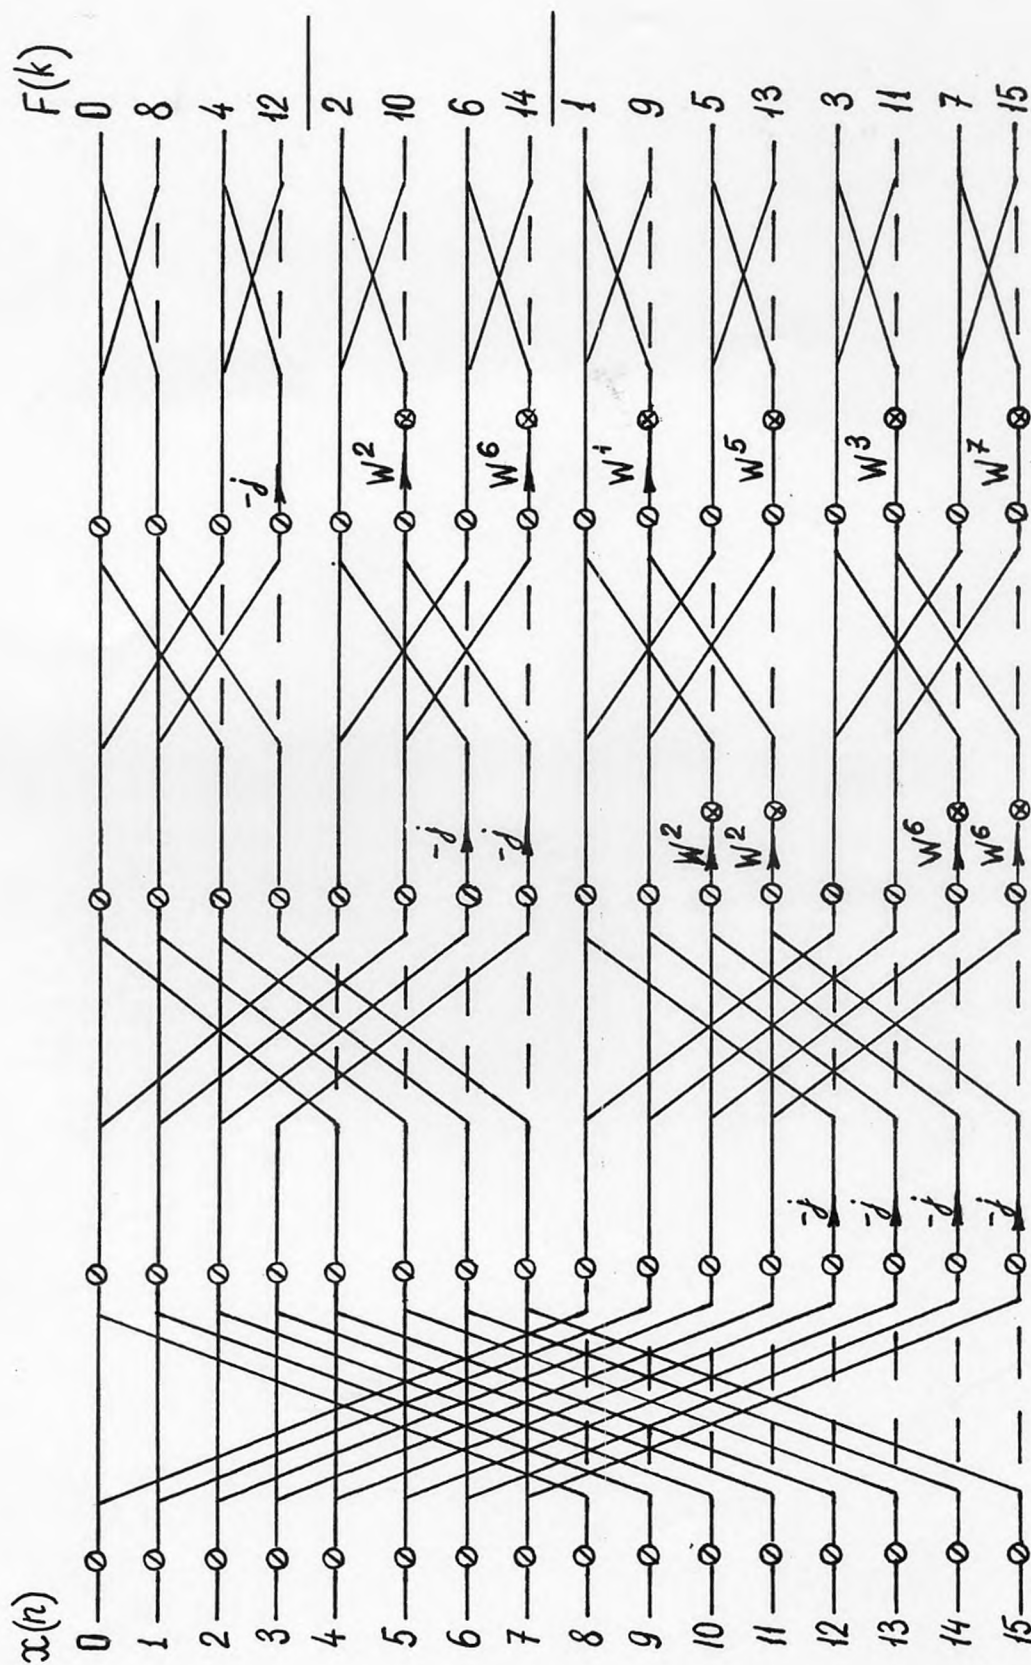 x(n) F(k)
0 0
1 8
2 4
3 -j 12
4 2
5 W² 10
6 -j 6
7 -j W⁶ 14
8 1
9 W¹ 9
10 W² 5
11 W² W⁵ 13
12 -j 3
13 -j W³ 11
14 -j W⁶ 7
15 -j W⁶ W⁷ 15